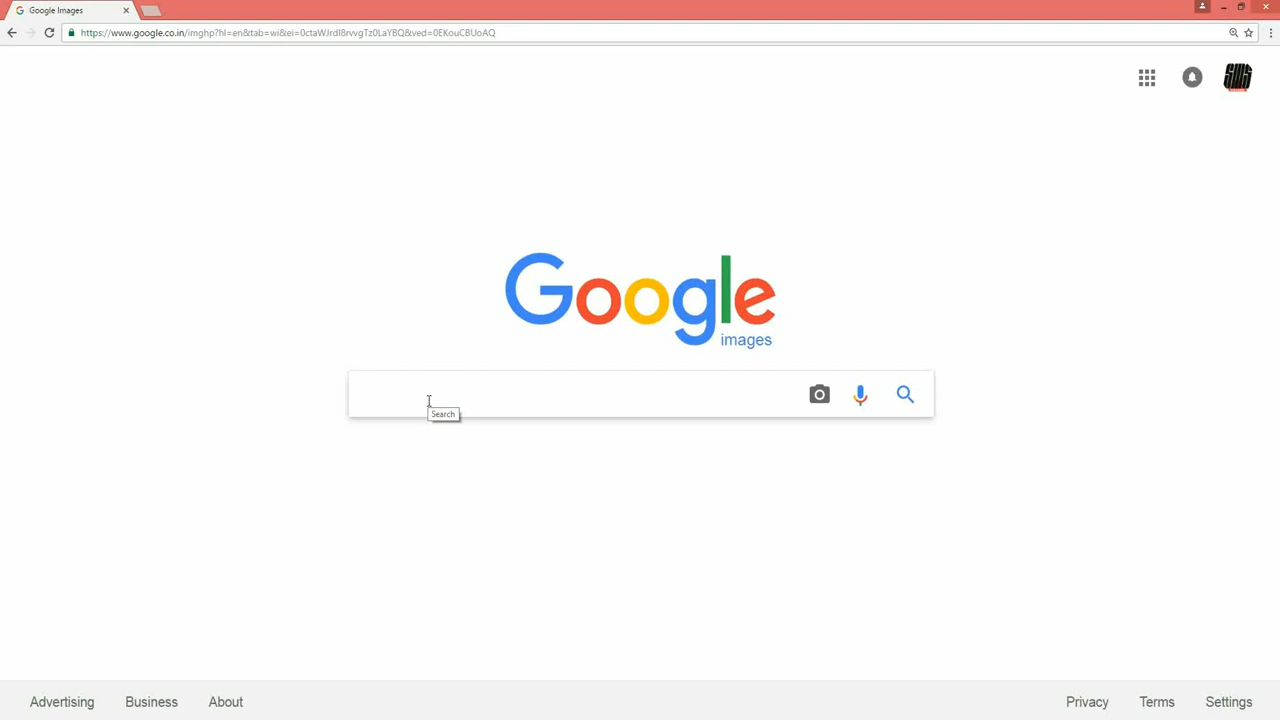 Google Images
https://www.google.co.in/imghp?hl=en&tab=wi&ei=0ctaWJrdI8rvvgTz0LaYBQ&ved=0EKouCBUoAQ
Google
images
Search
Advertising Business About Privacy Terms Settings